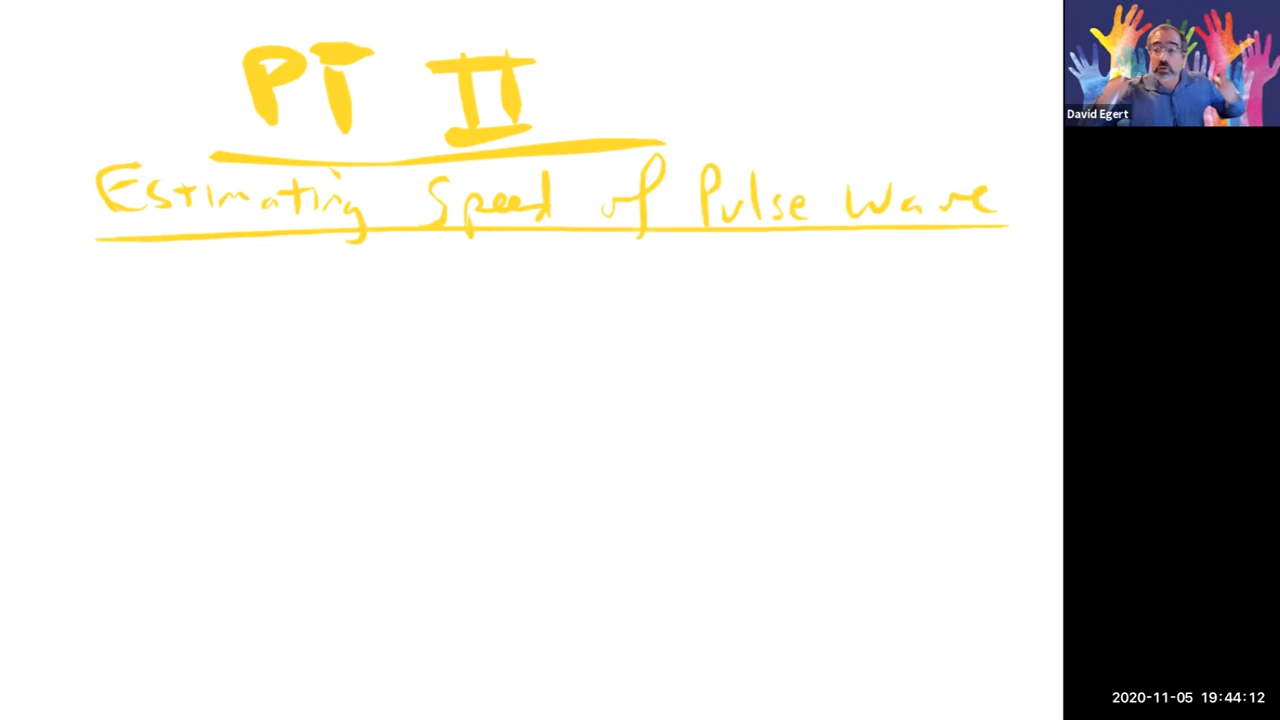 PT II
Estimating Speed of Pulse Wave
David Egert
2020-11-05 19:44:12